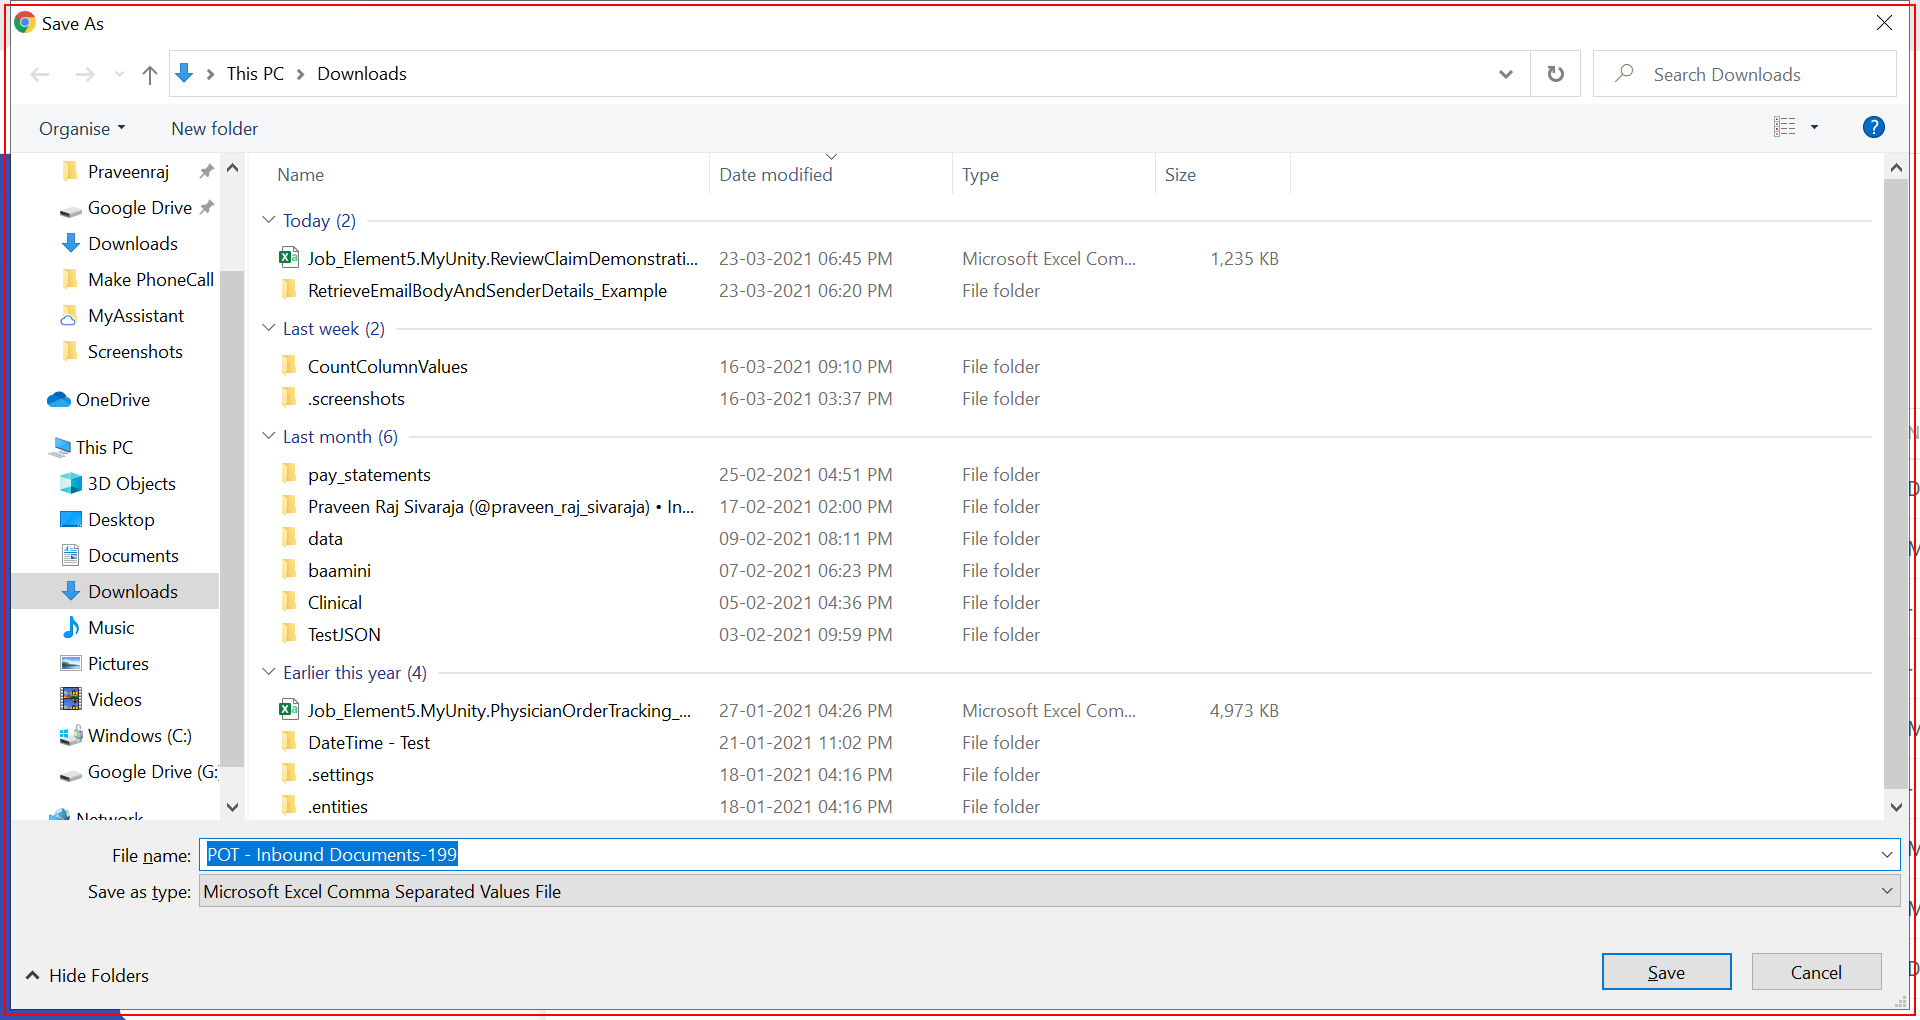 Save As
This PC > Downloads
Search Downloads
Organise
New folder
?
Praveenraj
Google Drive
Downloads
Make PhoneCall
MyAssistant
Screenshots
OneDrive
This PC
3D Objects
Desktop
Documents
Downloads
Music
Pictures
Videos
Windows (C:)
Google Drive (G:
Network
Name Date modified Type Size
Today (2)
Job_Element5.MyUnity.ReviewClaimDemonstrati... 23-03-2021 06:45 PM Microsoft Excel Com... 1,235 KB
RetrieveEmailBodyAndSenderDetails_Example 23-03-2021 06:20 PM File folder
Last week (2)
CountColumnValues 16-03-2021 09:10 PM File folder
.screenshots 16-03-2021 03:37 PM File folder
Last month (6)
pay_statements 25-02-2021 04:51 PM File folder
Praveen Raj Sivaraja (@praveen_raj_sivaraja) • In... 17-02-2021 02:00 PM File folder
data 09-02-2021 08:11 PM File folder
baamini 07-02-2021 06:23 PM File folder
Clinical 05-02-2021 04:36 PM File folder
TestJSON 03-02-2021 09:59 PM File folder
Earlier this year (4)
Job_Element5.MyUnity.PhysicianOrderTracking_... 27-01-2021 04:26 PM Microsoft Excel Com... 4,973 KB
DateTime - Test 21-01-2021 11:02 PM File folder
.settings 18-01-2021 04:16 PM File folder
.entities 18-01-2021 04:16 PM File folder
File name: POT - Inbound Documents-199
Save as type: Microsoft Excel Comma Separated Values File
Hide Folders
Save
Cancel